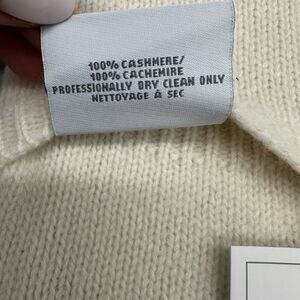 100% CASHMERE/
100% CACHEMIRE
PROFESSIONALLY DRY CLEAN ONLY
NETTOYAGE À SEC